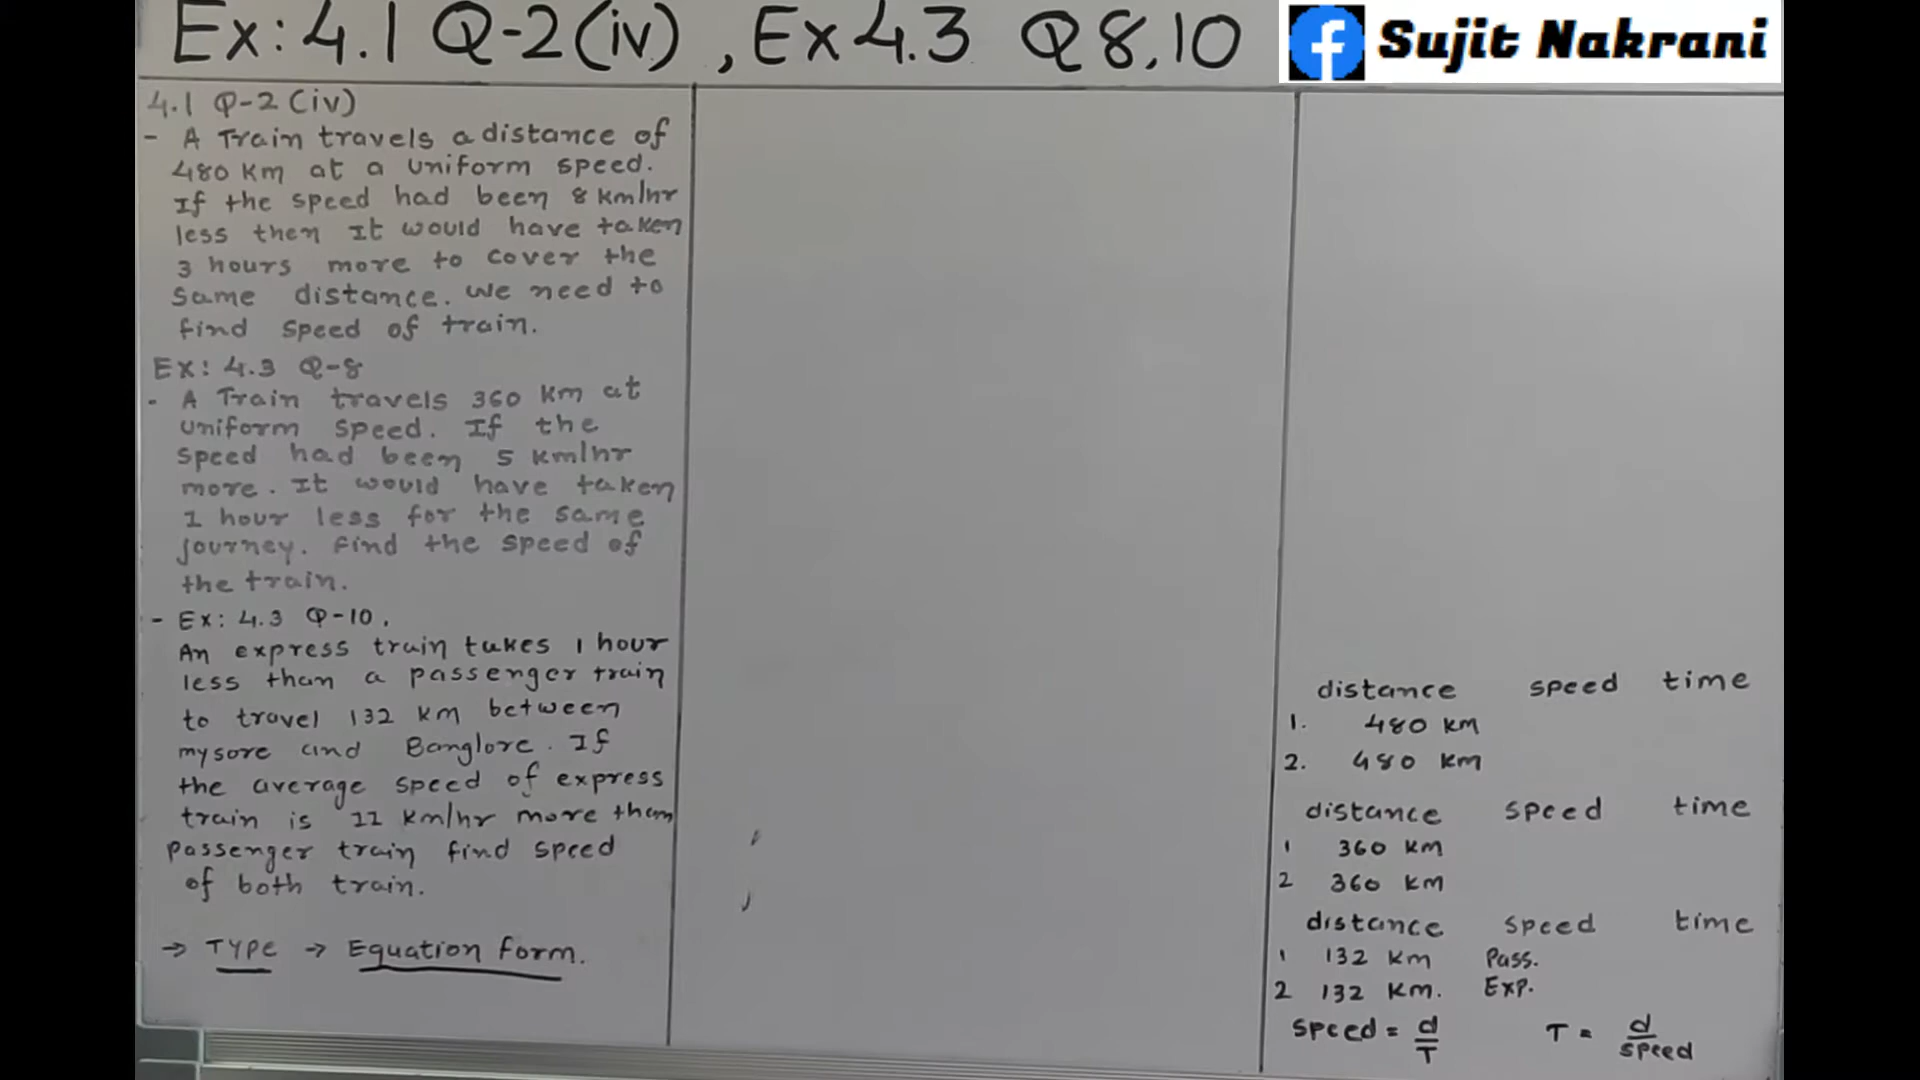 Ex: 4.1 Q-2(iv) , Ex 4.3 Q 8,10
Sujit Nakrani
4.1 Q-2 (iv)
- A Train travels a distance of
480 km at a uniform speed.
If the speed had been 8 km/hr
less then It would have taken
3 hours more to cover the
same distance. We need to
find speed of train.
Ex: 4.3 Q-8
- A Train travels 360 km at
uniform speed. If the
speed had been 5 km/hr
more. It would have taken
1 hour less for the same
journey. Find the speed of
the train.
- Ex: 4.3 Q-10.
An express train takes 1 hour
less than a passenger train
to travel 132 km between
mysore and Banglore. If
the average speed of express
train is 11 km/hr more than
passenger train find speed
of both train.
→ TYPE → Equation form.
distance speed time
1. 480 km
2. 480 km
distance speed time
1 360 km
2 360 km
distance speed time
1 132 km Pass.
2 132 km. Exp.
speed = d/T T = d/speed